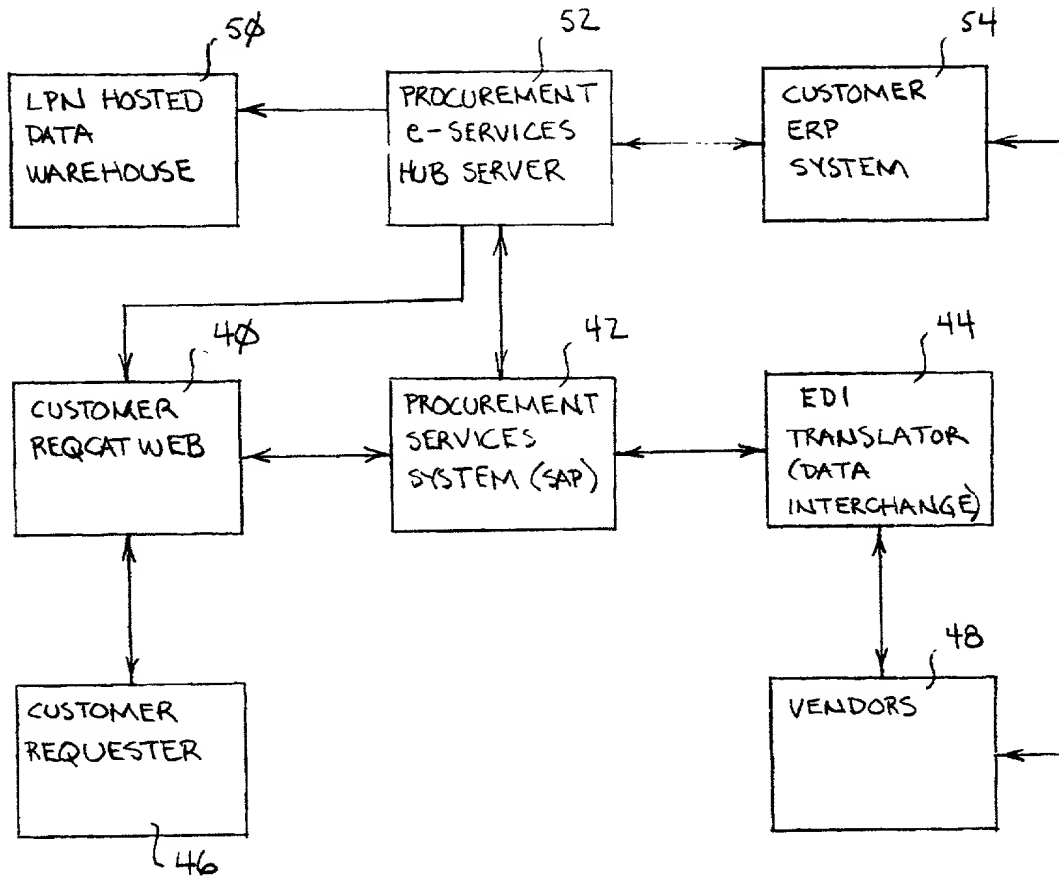 50
LPN HOSTED
DATA
WAREHOUSE
52
PROCUREMENT
e-SERVICES
HUB SERVER
54
CUSTOMER
ERP
SYSTEM
40
CUSTOMER
REQCAT WEB
42
PROCUREMENT
SERVICES
SYSTEM (SAP)
44
EDI
TRANSLATOR
(DATA
INTERCHANGE)
46
CUSTOMER
REQUESTER
48
VENDORS